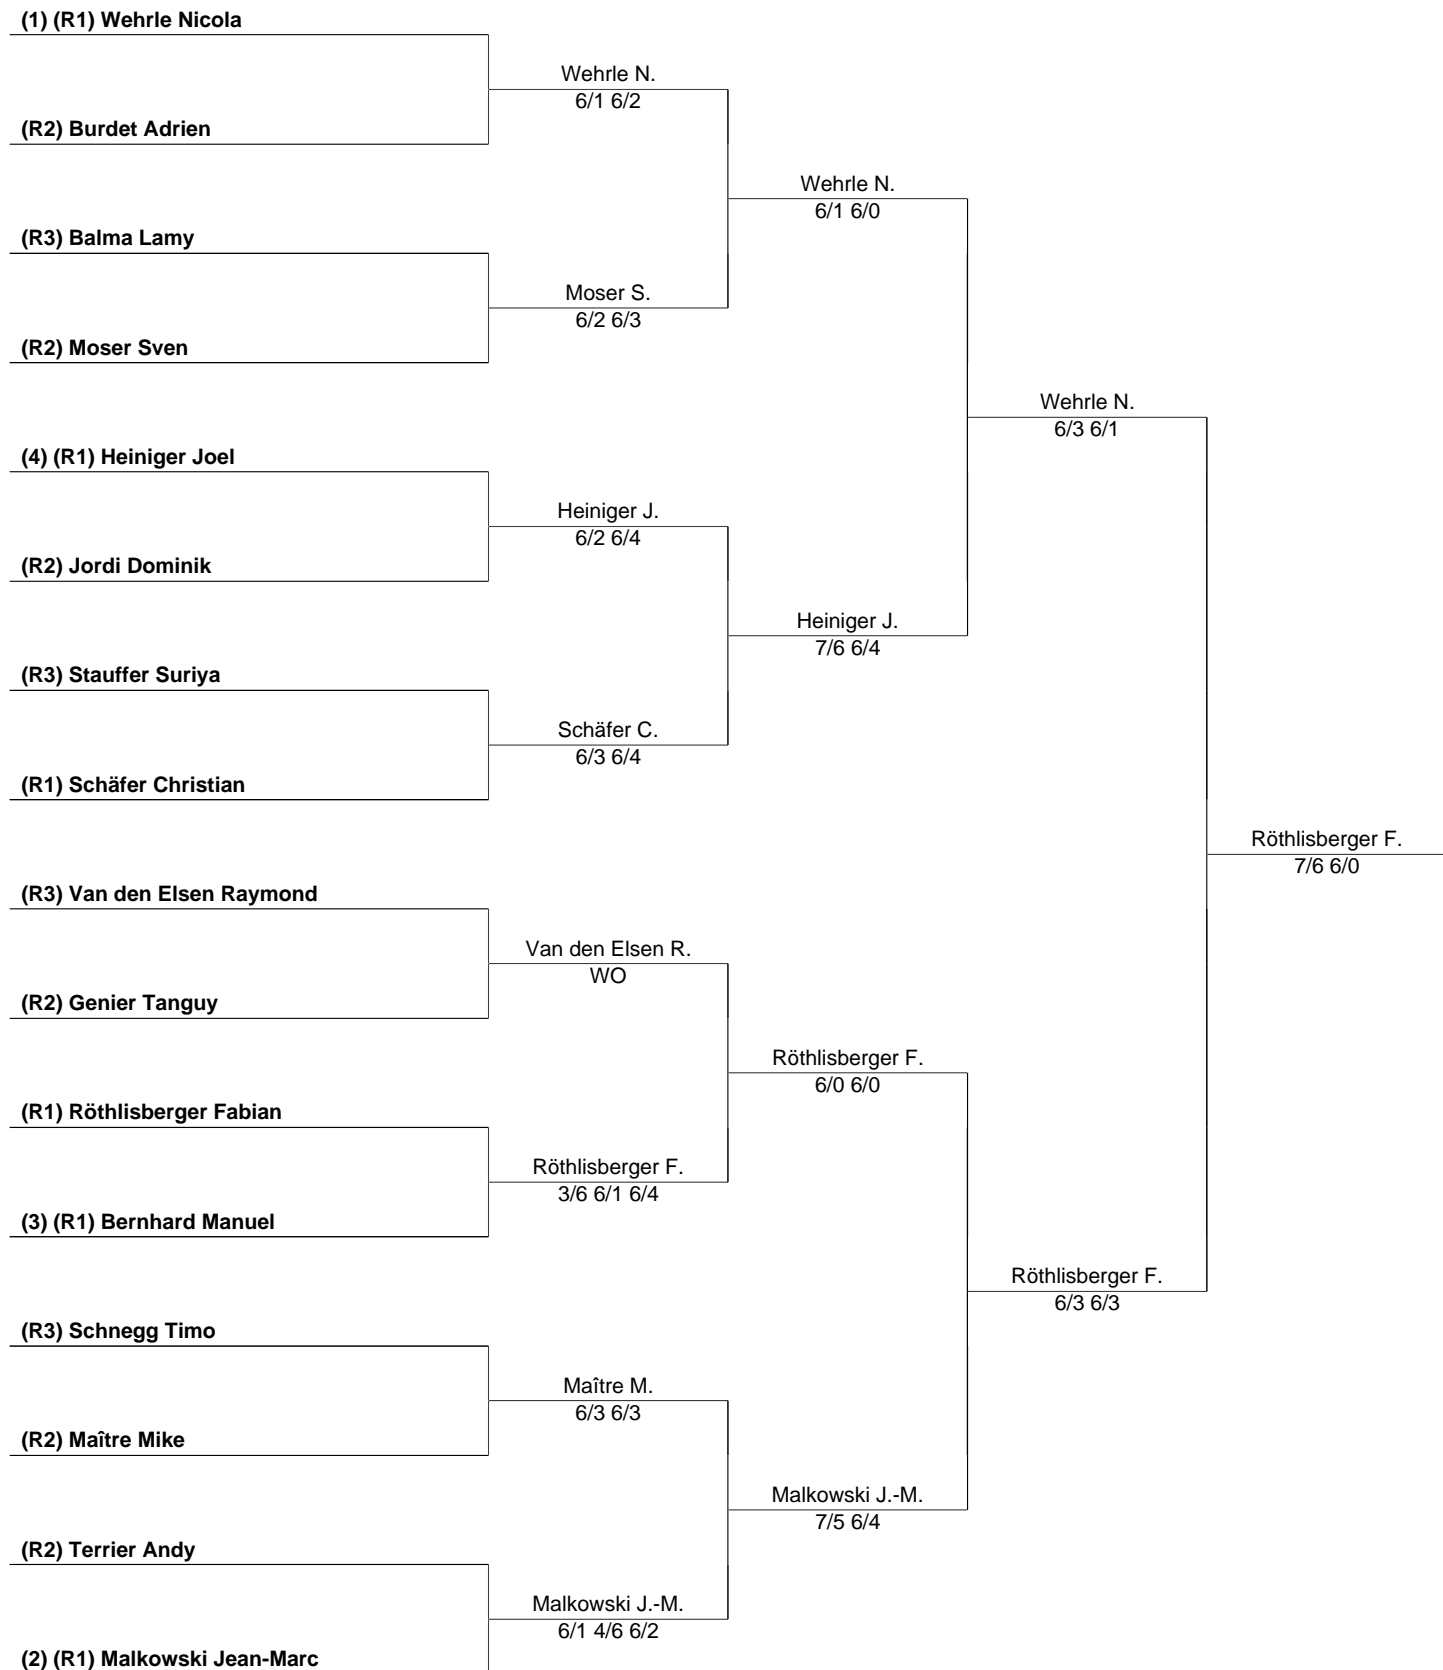 (1) (R1) Wehrle Nicola
Wehrle N.
6/1 6/2
(R2) Burdet Adrien
Wehrle N.
6/1 6/0
(R3) Balma Lamy
Moser S.
6/2 6/3
(R2) Moser Sven
Wehrle N.
6/3 6/1
(4) (R1) Heiniger Joel
Heiniger J.
6/2 6/4
(R2) Jordi Dominik
Heiniger J.
7/6 6/4
(R3) Stauffer Suriya
Schäfer C.
6/3 6/4
(R1) Schäfer Christian
Röthlisberger F.
7/6 6/0
(R3) Van den Elsen Raymond
Van den Elsen R.
WO
(R2) Genier Tanguy
Röthlisberger F.
6/0 6/0
(R1) Röthlisberger Fabian
Röthlisberger F.
3/6 6/1 6/4
(3) (R1) Bernhard Manuel
Röthlisberger F.
6/3 6/3
(R3) Schnegg Timo
Maître M.
6/3 6/3
(R2) Maître Mike
Malkowski J.-M.
7/5 6/4
(R2) Terrier Andy
Malkowski J.-M.
6/1 4/6 6/2
(2) (R1) Malkowski Jean-Marc